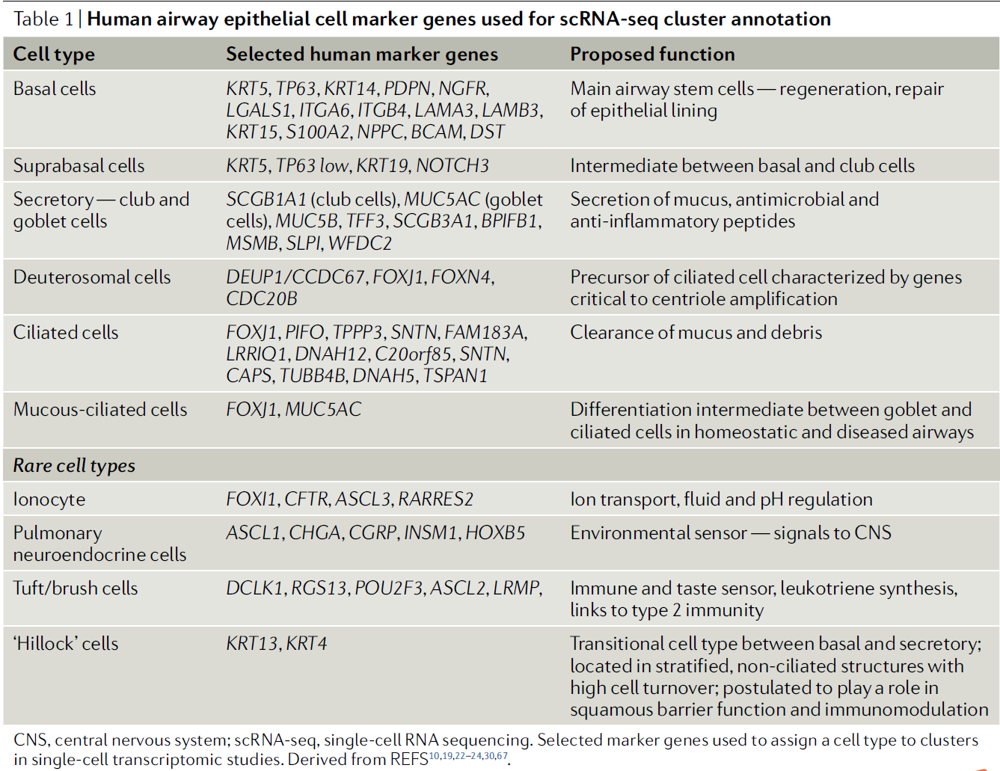 Table 1 | Human airway epithelial cell marker genes used for scRNA-seq cluster annotation
Cell type Selected human marker genes Proposed function
Basal cells KRT5, TP63, KRT14, PDPN, NGFR, Main airway stem cells — regeneration, repair
LGALS1, ITGA6, ITGB4, LAMA3, LAMB3, of epithelial lining
KRT15, S100A2, NPPC, BCAM, DST
Suprabasal cells KRT5, TP63 low, KRT19, NOTCH3 Intermediate between basal and club cells
Secretory — club and SCGB1A1 (club cells), MUC5AC (goblet Secretion of mucus, antimicrobial and
goblet cells cells), MUC5B, TFF3, SCGB3A1, BPIFB1, anti-inflammatory peptides
MSMB, SLPI, WFDC2
Deuterosomal cells DEUP1/CCDC67, FOXJ1, FOXN4, Precursor of ciliated cell characterized by genes
CDC20B critical to centriole amplification
Ciliated cells FOXJ1, PIFO, TPPP3, SNTN, FAM183A, Clearance of mucus and debris
LRRIQ1, DNAH12, C20orf85, SNTN,
CAPS, TUBB4B, DNAH5, TSPAN1
Mucous-ciliated cells FOXJ1, MUC5AC Differentiation intermediate between goblet and
ciliated cells in homeostatic and diseased airways
Rare cell types
Ionocyte FOXI1, CFTR, ASCL3, RARRES2 Ion transport, fluid and pH regulation
Pulmonary ASCL1, CHGA, CGRP, INSM1, HOXB5 Environmental sensor — signals to CNS
neuroendocrine cells
Tuft/brush cells DCLK1, RGS13, POU2F3, ASCL2, LRMP, Immune and taste sensor, leukotriene synthesis,
links to type 2 immunity
‘Hillock’ cells KRT13, KRT4 Transitional cell type between basal and secretory;
located in stratified, non-ciliated structures with
high cell turnover; postulated to play a role in
squamous barrier function and immunomodulation
CNS, central nervous system; scRNA-seq, single-cell RNA sequencing. Selected marker genes used to assign a cell type to clusters
in single-cell transcriptomic studies. Derived from REFS10,19,22–24,30,67.